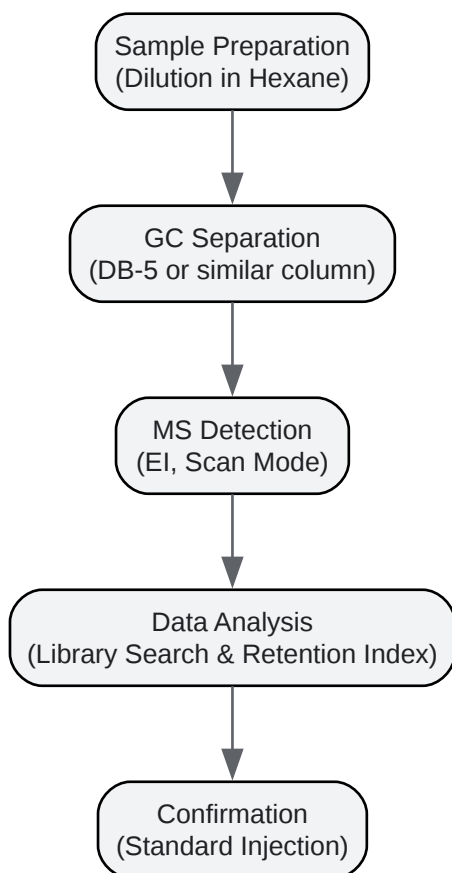 Sample Preparation
(Dilution in Hexane)
GC Separation
(DB-5 or similar column)
MS Detection
(EI, Scan Mode)
Data Analysis
(Library Search & Retention Index)
Confirmation
(Standard Injection)